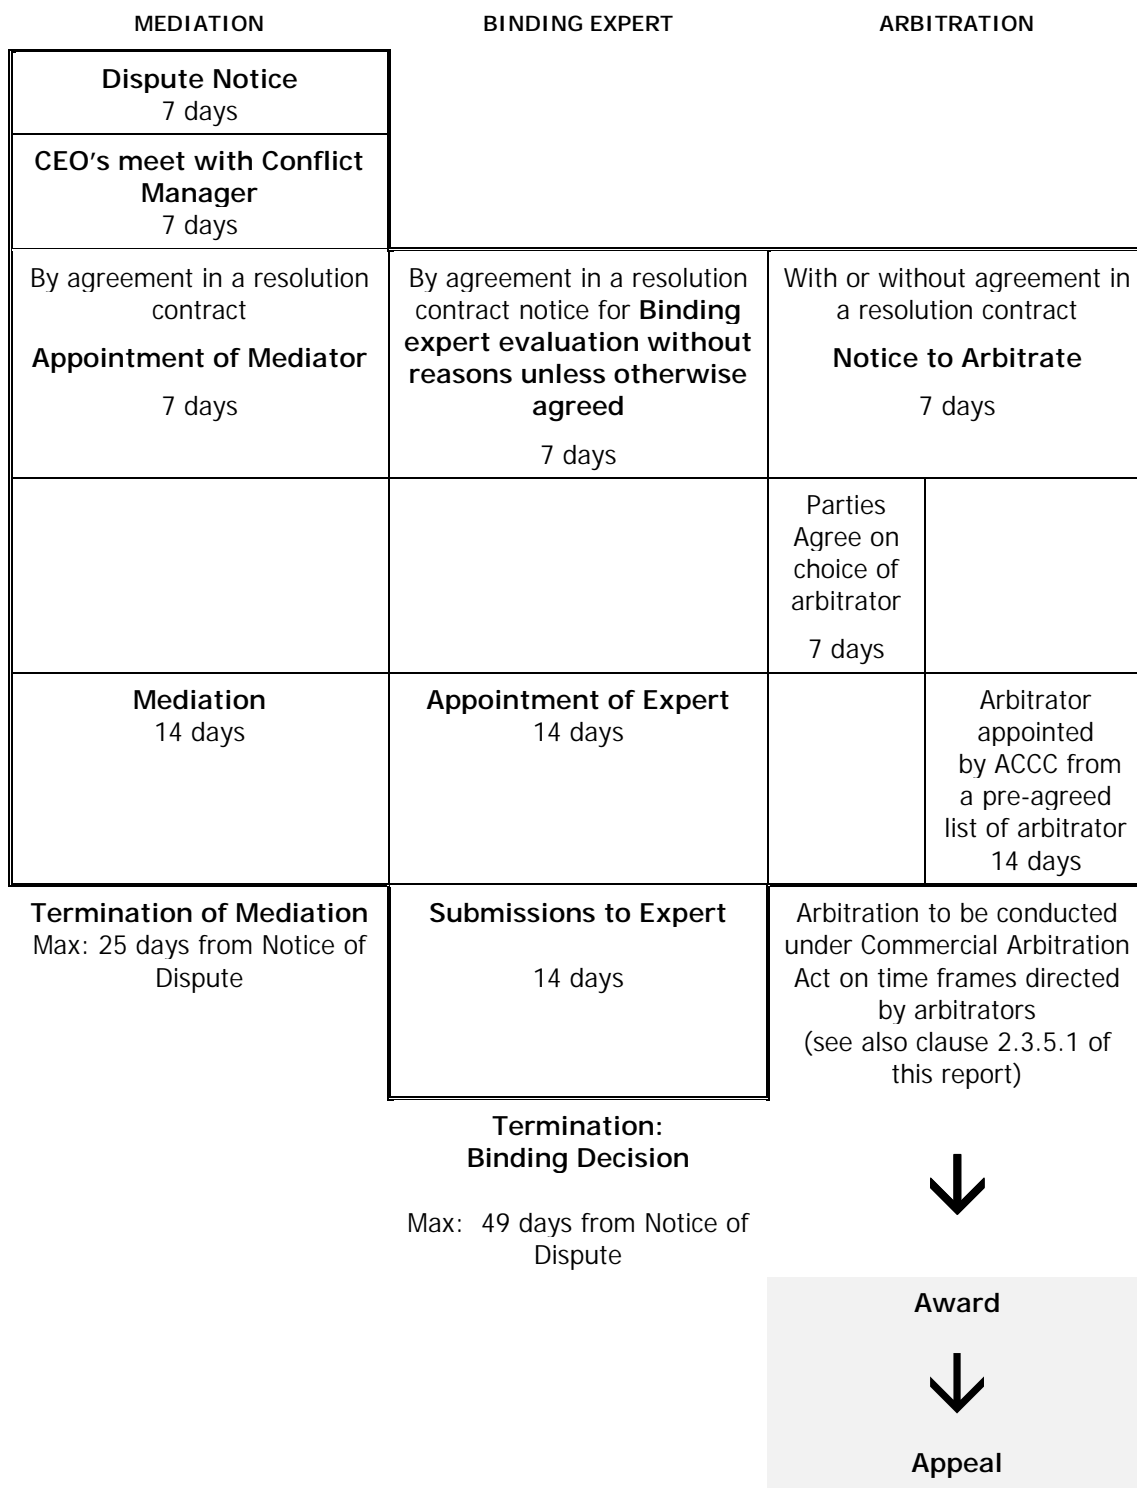 MEDIATION
BINDING EXPERT
ARBITRATION
Dispute Notice
7 days
CEO's meet with Conflict
Manager
7 days
By agreement in a resolution
contract
Appointment of Mediator
7 days
By agreement in a resolution
contract notice for Binding
expert evaluation without
reasons unless otherwise
agreed
7 days
With or without agreement in
a resolution contract
Notice to Arbitrate
7 days
Parties
Agree on
choice of
arbitrator
7 days
Mediation
14 days
Appointment of Expert
14 days
Arbitrator
appointed
by ACCC from
a pre-agreed
list of arbitrator
14 days
Termination of Mediation
Max: 25 days from Notice of
Dispute
Submissions to Expert
14 days
Arbitration to be conducted
under Commercial Arbitration
Act on time frames directed
by arbitrators
(see also clause 2.3.5.1 of
this report)
Termination:
Binding Decision
Max: 49 days from Notice of
Dispute
Award
Appeal